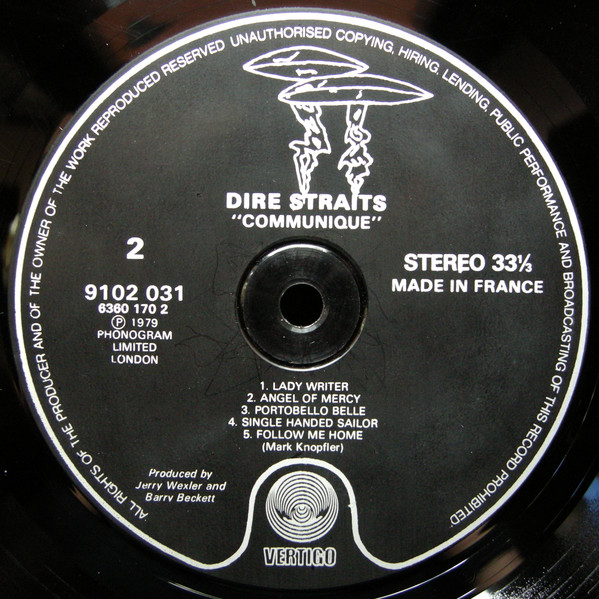 'ALL RIGHTS OF THE PRODUCER AND OF THE OWNER OF THE WORK REPRODUCED RESERVED UNAUTHORISED COPYING, HIRING, LENDING, PUBLIC PERFORMANCE AND BROADCASTING OF THIS RECORD PROHIBITED'
DIRE STRAITS
"COMMUNIQUE"
2
STEREO 33⅓
MADE IN FRANCE
9102 031
6360 170 2
Ⓟ 1979
PHONOGRAM
LIMITED
LONDON
1. LADY WRITER
2. ANGEL OF MERCY
3. PORTOBELLO BELLE
4. SINGLE HANDED SAILOR
5. FOLLOW ME HOME
(Mark Knopfler)
Produced by
Jerry Wexler and
Barry Beckett
VERTIGO